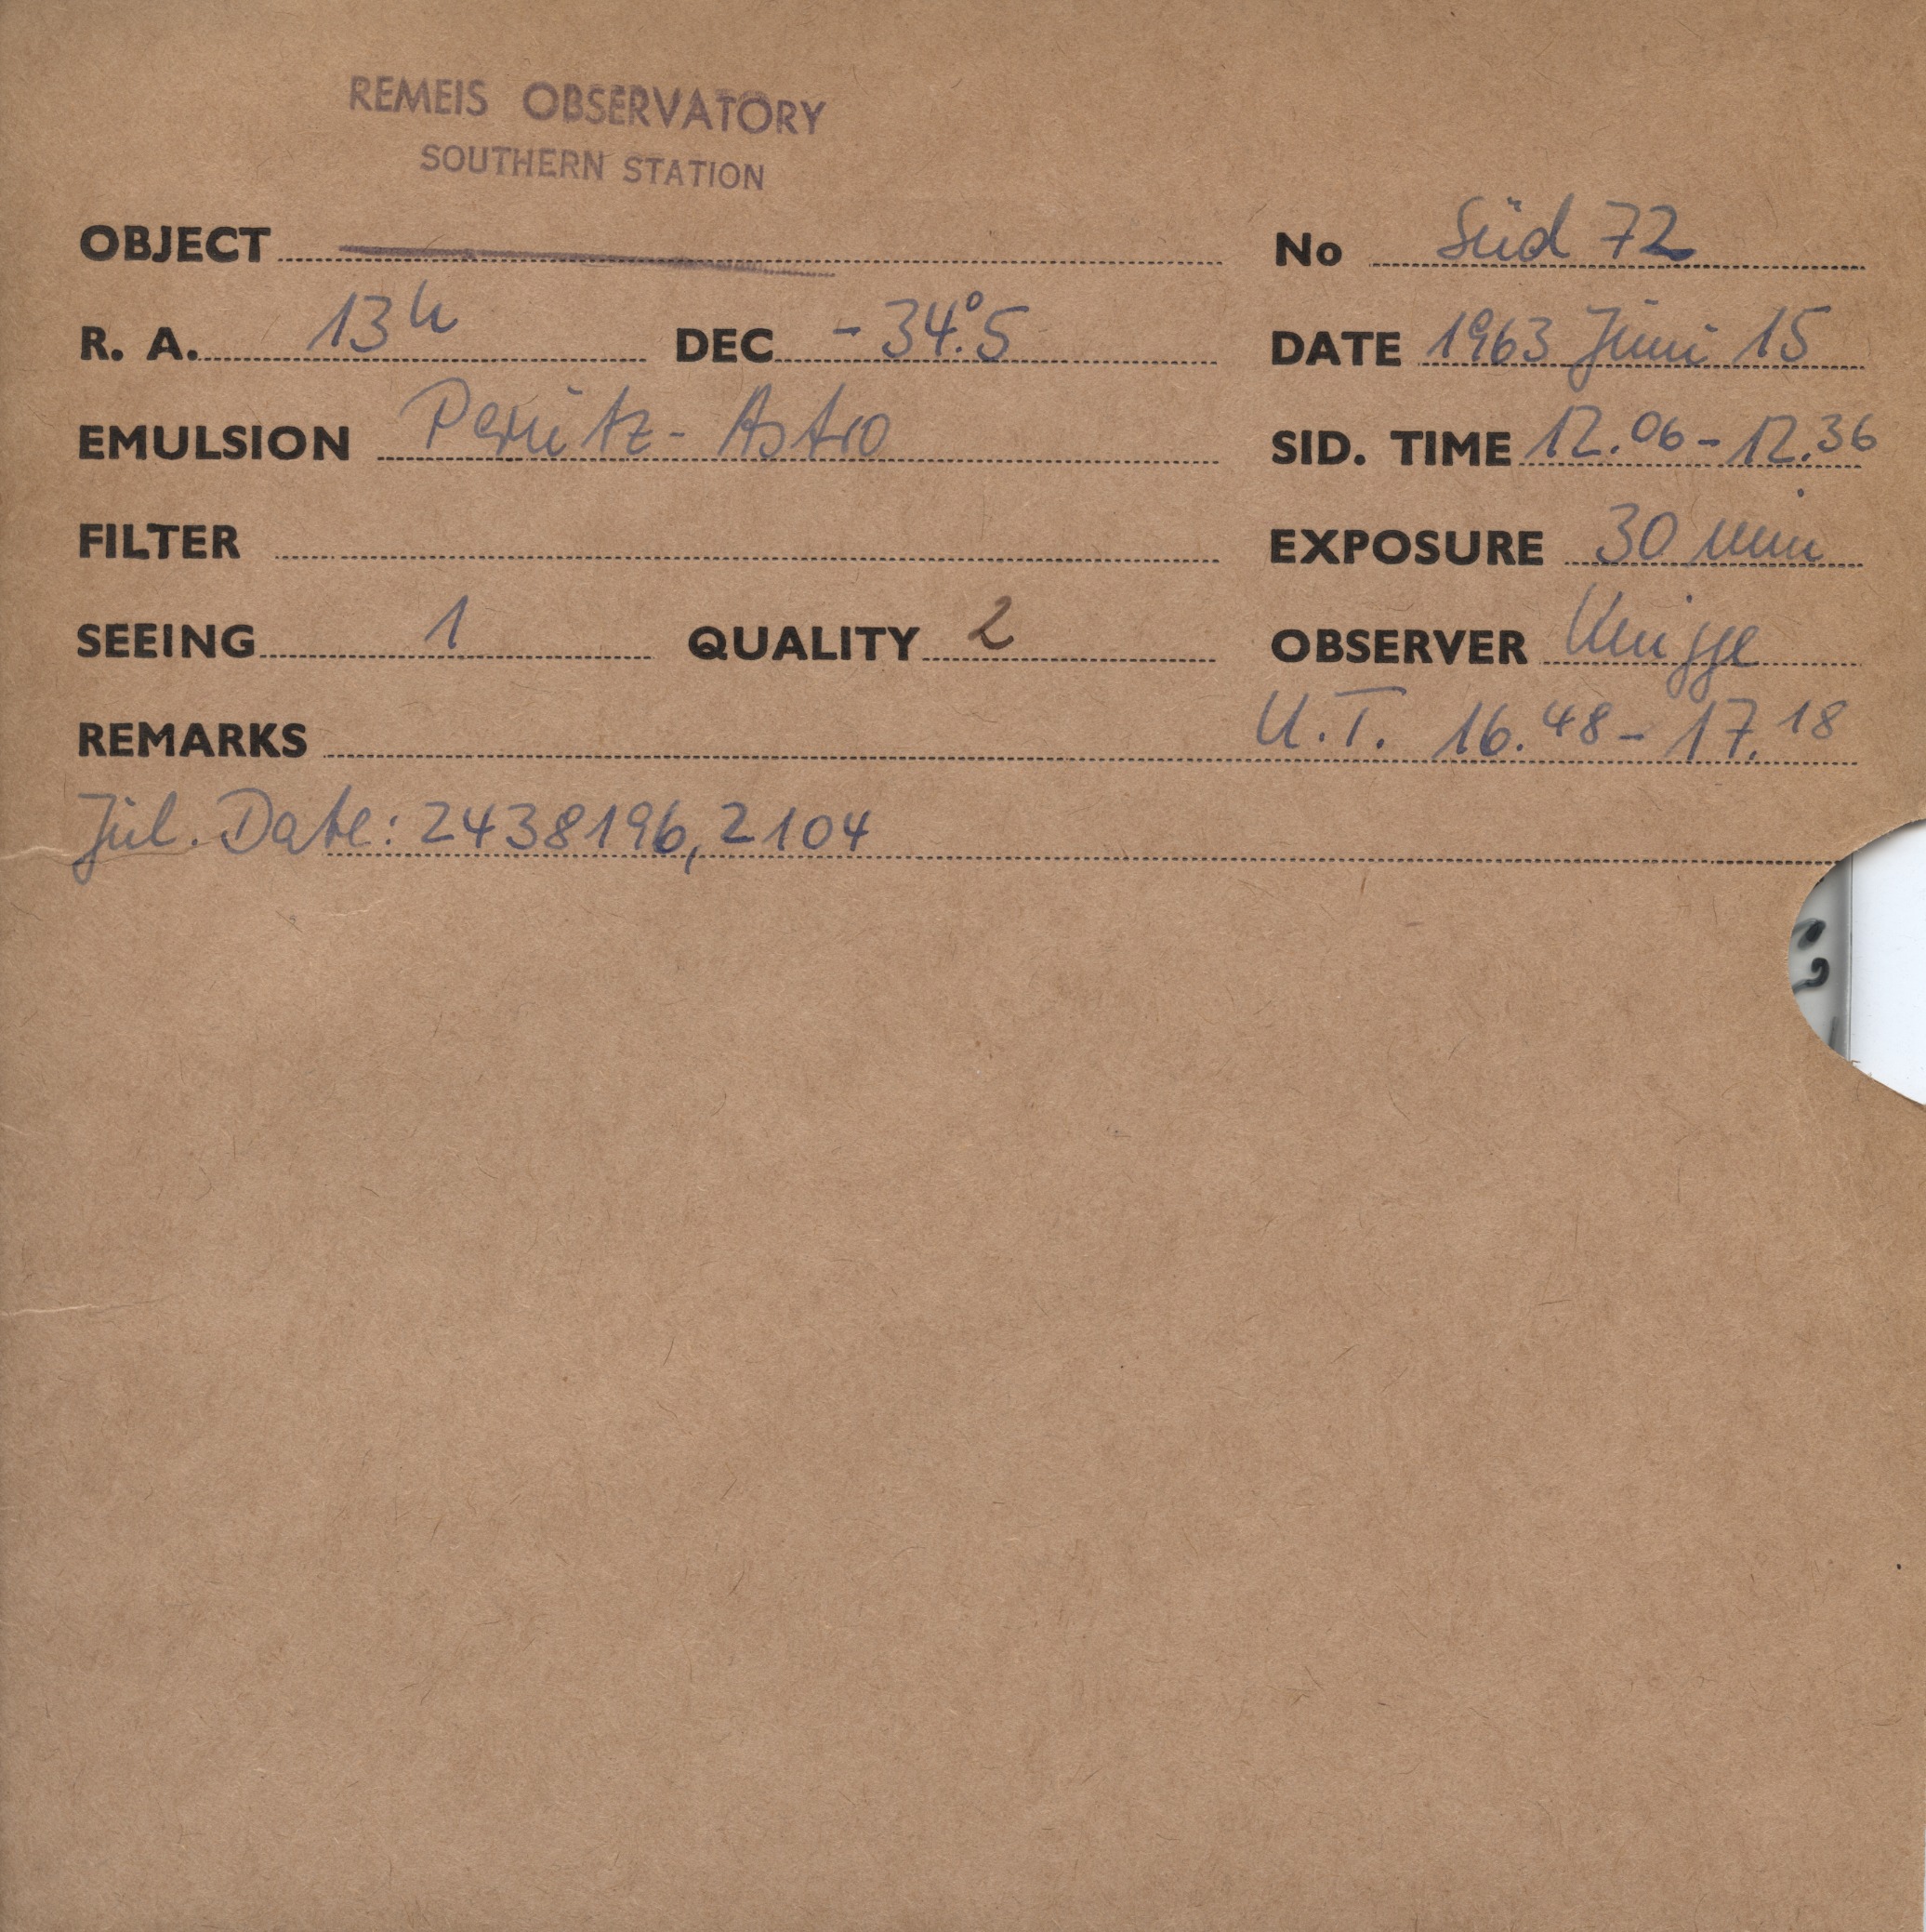 REMEIS OBSERVATORY
SOUTHERN STATION
OBJECT No Süd 72
R. A. 13h DEC -34°.5 DATE 1963 Juni 15
EMULSION Perutz-Astro SID. TIME 12.06-12.36
FILTER EXPOSURE 30 min
SEEING 1 QUALITY 2 OBSERVER Knigge
REMARKS U.T. 16.48-17.18
Jul. Date: 2438196,2104